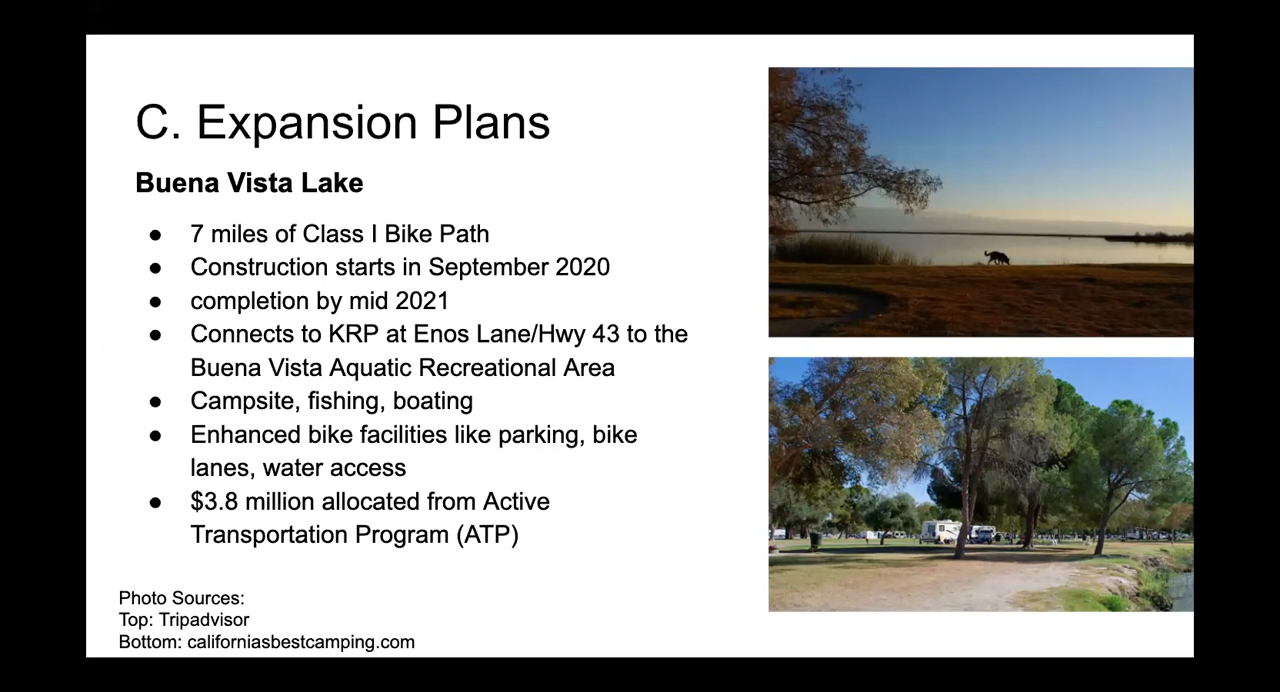 C. Expansion Plans
Buena Vista Lake
● 7 miles of Class I Bike Path
● Construction starts in September 2020
● completion by mid 2021
● Connects to KRP at Enos Lane/Hwy 43 to the
Buena Vista Aquatic Recreational Area
● Campsite, fishing, boating
● Enhanced bike facilities like parking, bike
lanes, water access
● $3.8 million allocated from Active
Transportation Program (ATP)
Photo Sources:
Top: Tripadvisor
Bottom: californiasbestcamping.com